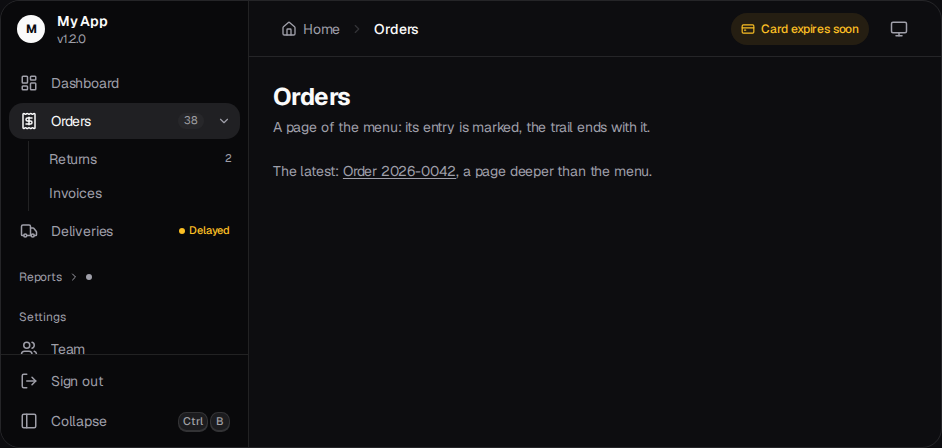 M
My App
v1.2.0
Dashboard
Orders 38
Returns 2
Invoices
Deliveries Delayed
Reports
Settings
Team
Sign out
Collapse Ctrl B
Home Orders
Card expires soon
Orders
A page of the menu: its entry is marked, the trail ends with it.
The latest: Order 2026-0042, a page deeper than the menu.